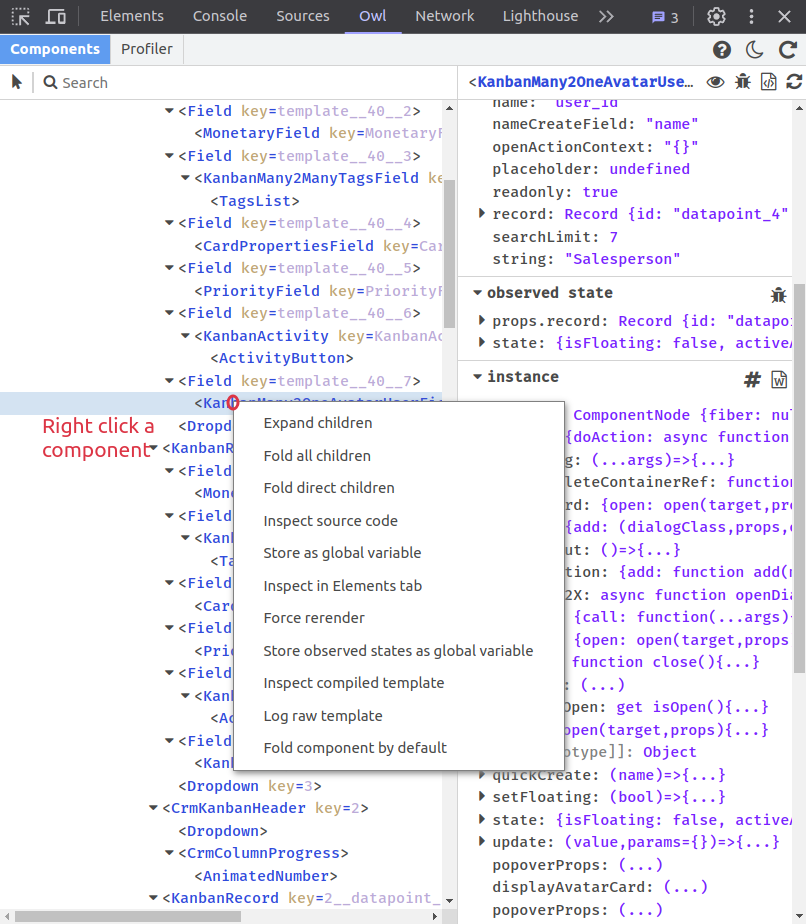 Elements Console Sources Owl Network Lighthouse 3
Components Profiler
Search
<KanbanMany2OneAvatarUse…
<Field key=template__40__2>
<MonetaryField key=MonetaryF
<Field key=template__40__3>
<KanbanMany2ManyTagsField ke
<TagsList>
<Field key=template__40__4>
<CardPropertiesField key=Car
<Field key=template__40__5>
<PriorityField key=PriorityF
<Field key=template__40__6>
<KanbanActivity key=KanbanAc
<ActivityButton>
<Field key=template__40__7>
<KanbanMany2OneAvatarUserFie
<Dropd
<KanbanR
<Field
<Mon
<Field
<Kan
<Ta
<Field
<Car
<Field
<Pri
<Field
<Kan
<Ac
<Field
<Kan
<Dropdown key=3>
<CrmKanbanHeader key=2>
<Dropdown>
<CrmColumnProgress>
<AnimatedNumber>
<KanbanRecord key=2__datapoint_
Right click a
component
Expand children
Fold all children
Fold direct children
Inspect source code
Store as global variable
Inspect in Elements tab
Force rerender
Store observed states as global variable
Inspect compiled template
Log raw template
Fold component by default
name: "user_id"
nameCreateField: "name"
openActionContext: "{}"
placeholder: undefined
readonly: true
record: Record {id: "datapoint_4"
searchLimit: 7
string: "Salesperson"
observed state
props.record: Record {id: "datapoi
state: {isFloating: false, activeA
instance
#
ComponentNode {fiber: nul
{doAction: async function
g: (...args)=>{...}
leteContainerRef: function
rd: {open: open(target,pro
{add: (dialogClass,props,o
ut: ()=>{...}
tion: {add: function add(m
2X: async function openDia
{call: function(...args){
{open: open(target,props
function close(){...}
: (...)
Open: get isOpen(){...}
open(target,props){...}
otype]]: Object
quickCreate: (name)=>{...}
setFloating: (bool)=>{...}
state: {isFloating: false, activeA
update: (value,params={})=>{...}
popoverProps: (...)
displayAvatarCard: (...)
popoverProps: (...)